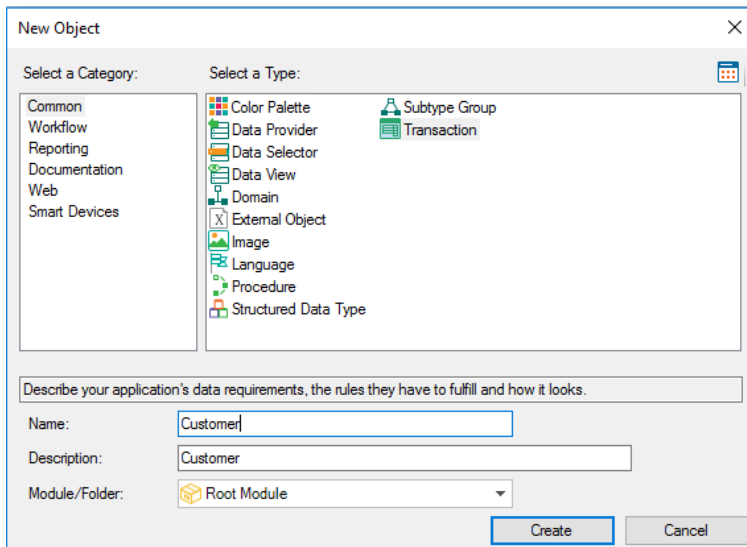 New Object
Select a Category:
Select a Type:
Common
Workflow
Reporting
Documentation
Web
Smart Devices
Color Palette
Data Provider
Data Selector
Data View
Domain
External Object
Image
Language
Procedure
Structured Data Type
Subtype Group
Transaction
Describe your application's data requirements, the rules they have to fulfill and how it looks.
Name:
Customer
Description:
Customer
Module/Folder:
Root Module
Create
Cancel